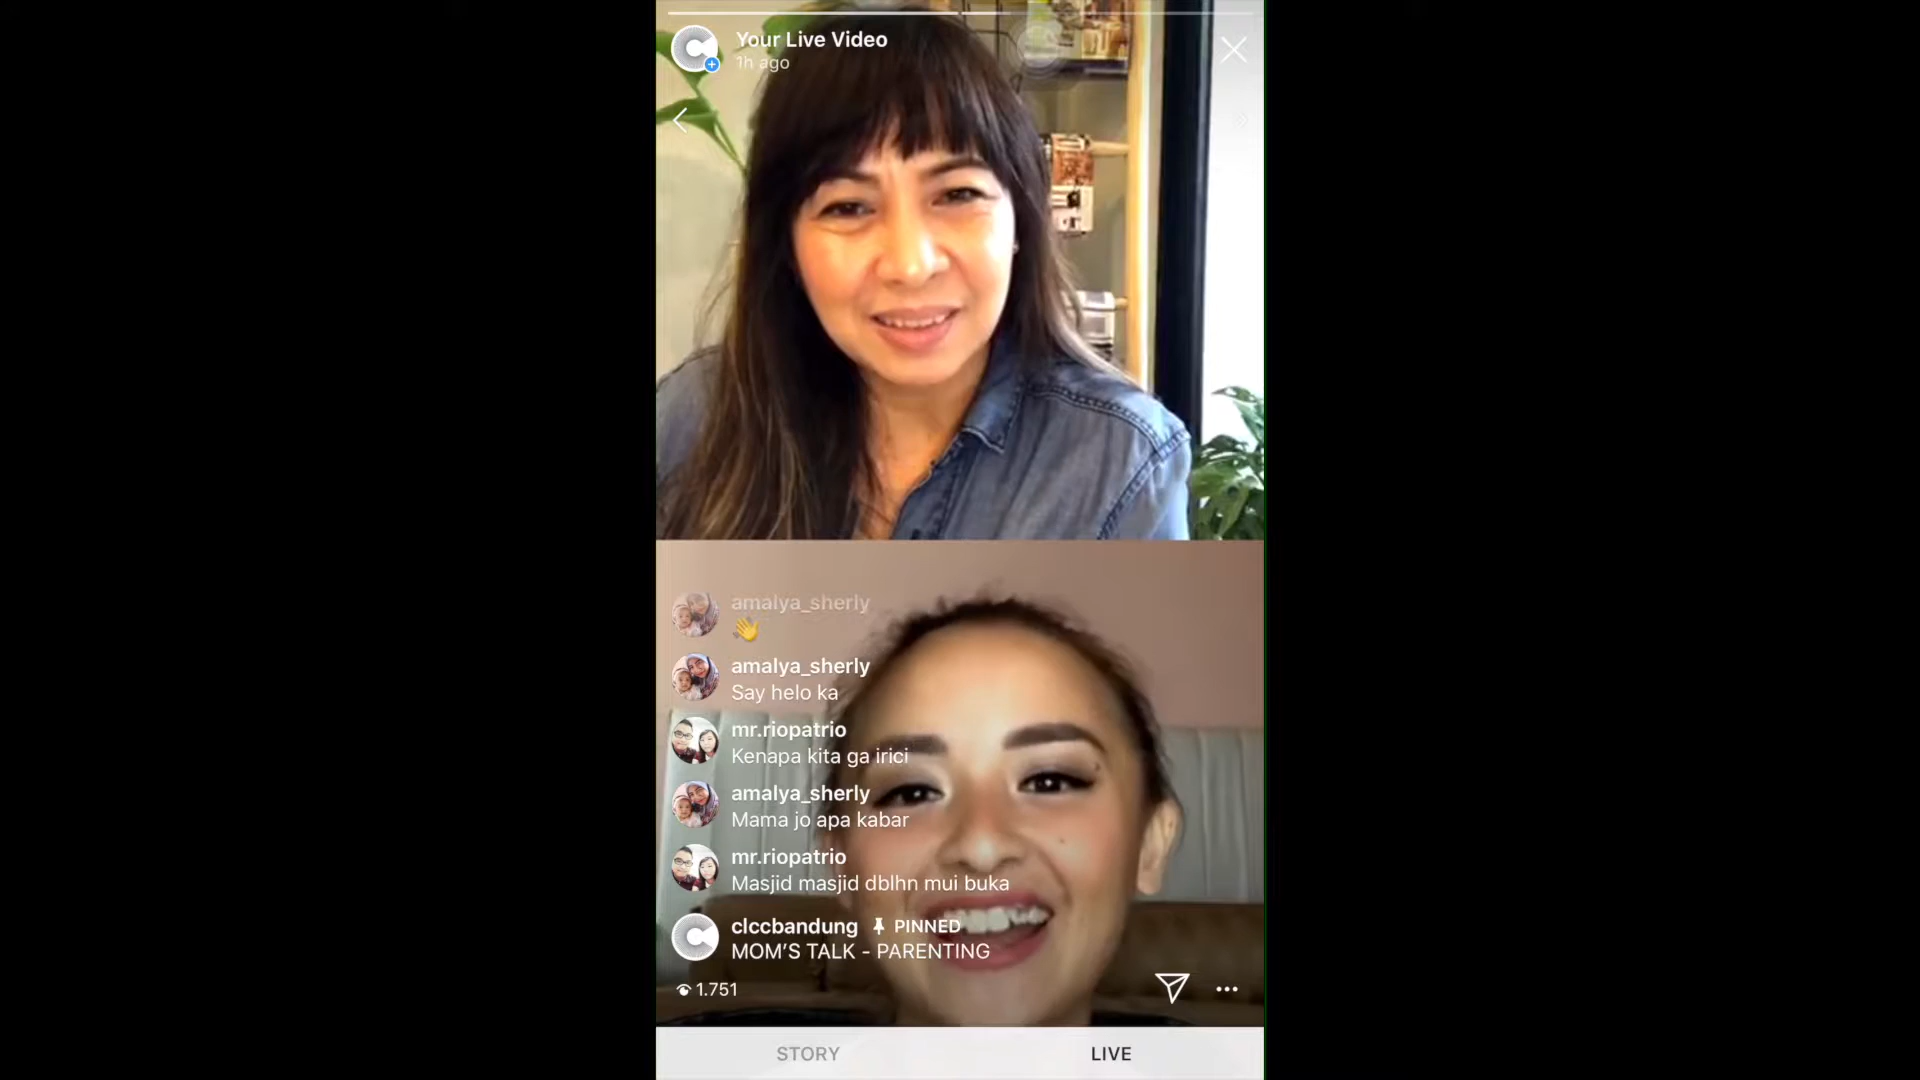 Your Live Video
1h ago
amalya_sherly
👋
amalya_sherly
Say helo ka
mr.riopatrio
Kenapa kita ga irici
amalya_sherly
Mama jo apa kabar
mr.riopatrio
Masjid masjid dblhn mui buka
clccbandung PINNED
MOM'S TALK - PARENTING
1.751
STORY
LIVE